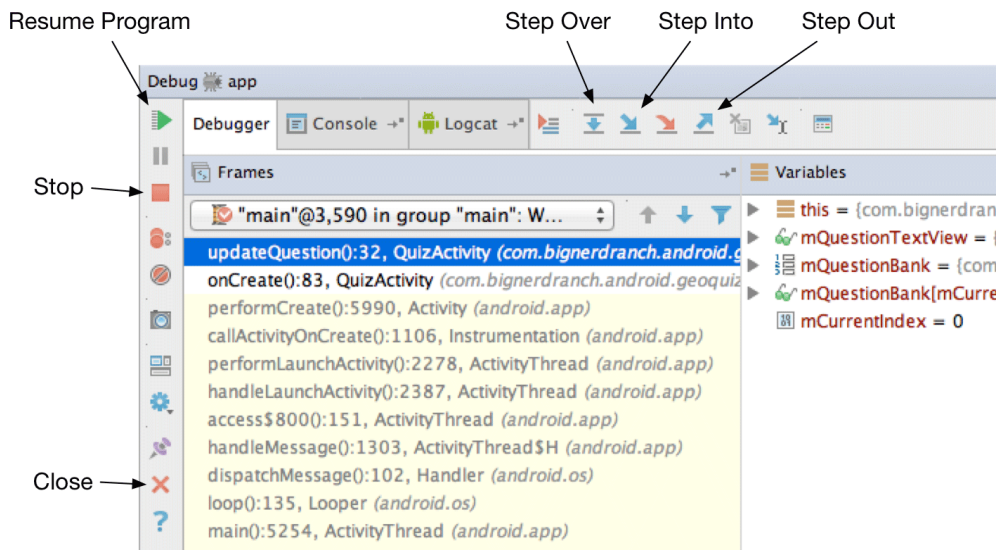 Resume Program
Step Over
Step Into
Step Out
Debug app
Debugger
Console
Logcat
Frames
Variables
Stop
"main"@3,590 in group "main": W...
updateQuestion():32, QuizActivity (com.bignerdranch.android.g
onCreate():83, QuizActivity (com.bignerdranch.android.geoquiz
performCreate():5990, Activity (android.app)
callActivityOnCreate():1106, Instrumentation (android.app)
performLaunchActivity():2278, ActivityThread (android.app)
handleLaunchActivity():2387, ActivityThread (android.app)
access$800():151, ActivityThread (android.app)
handleMessage():1303, ActivityThread$H (android.app)
dispatchMessage():102, Handler (android.os)
loop():135, Looper (android.os)
main():5254, ActivityThread (android.app)
this = {com.bignerdran
mQuestionTextView = {
mQuestionBank = {com
mQuestionBank[mCurre
mCurrentIndex = 0
Close
?